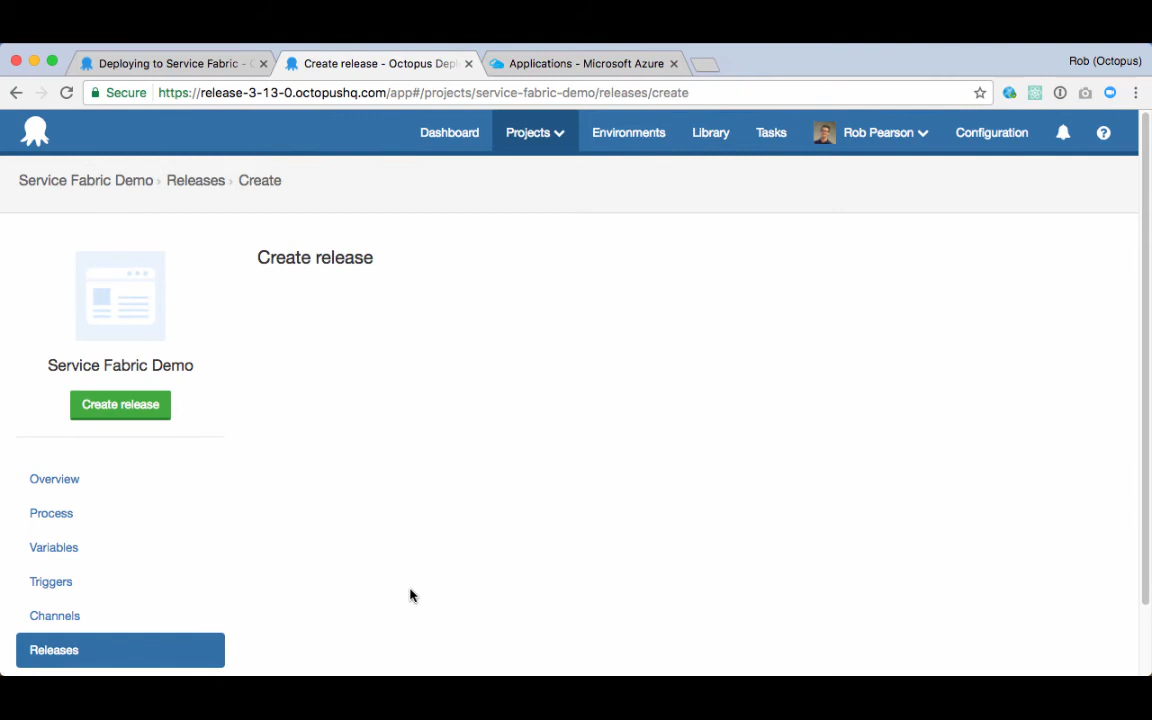 Deploying to Service Fabric -
Create release - Octopus Dep
Applications - Microsoft Azure
Rob (Octopus)
Secure
https://release-3-13-0.octopushq.com/app#/projects/service-fabric-demo/releases/create
Dashboard
Projects
Environments
Library
Tasks
Rob Pearson
Configuration
Service Fabric Demo › Releases › Create
Create release
Service Fabric Demo
Create release
Overview
Process
Variables
Triggers
Channels
Releases